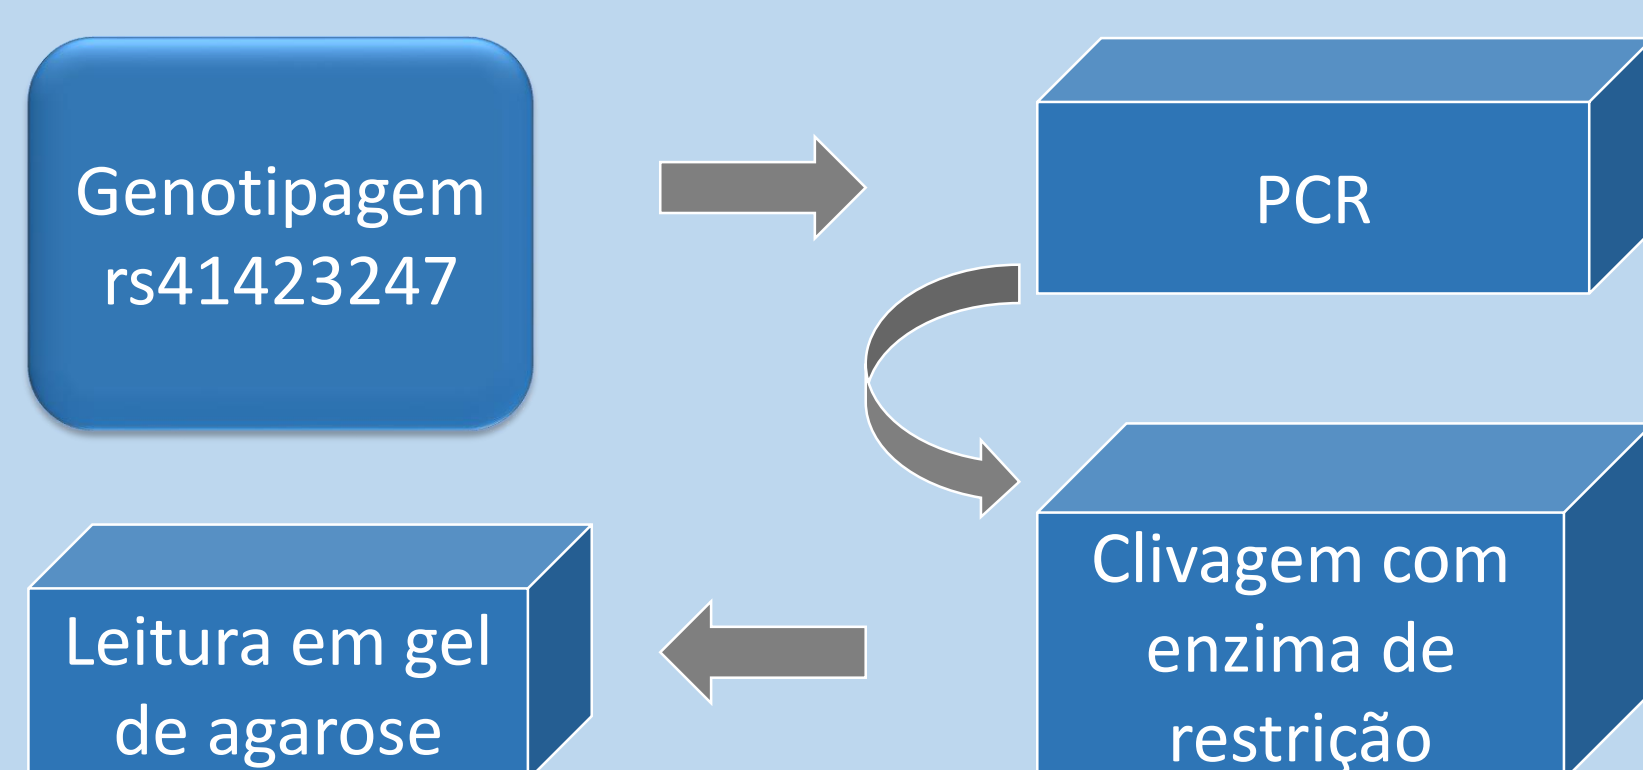 Genotipagem
rs41423247
PCR
Clivagem com
enzima de
restrição
Leitura em gel
de agarose